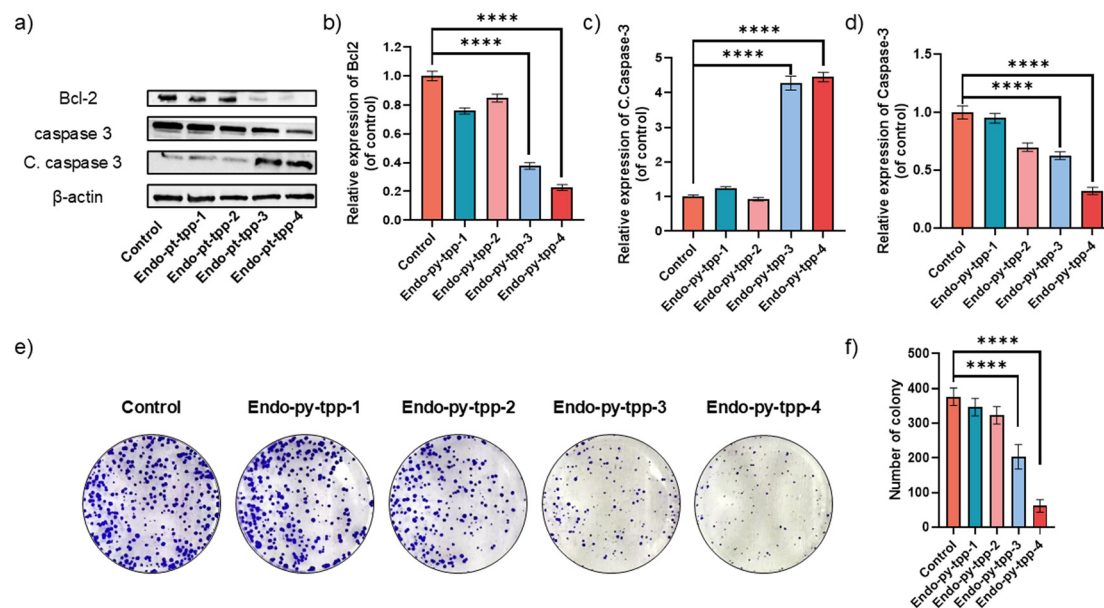 a)
Bcl-2
caspase 3
C. caspase 3
β-actin
Control
Endo-pt-tpp-1
Endo-pt-tpp-2
Endo-pt-tpp-3
Endo-pt-tpp-4
b)
Relative expression of Bcl2
(of control)
1.2
1.0
0.8
0.6
0.4
0.2
0.0
****
****
Control
Endo-py-tpp-1
Endo-py-tpp-2
Endo-py-tpp-3
Endo-py-tpp-4
c)
Relative expression of C.Caspase-3
(of control)
5
4
3
2
1
0
****
****
Control
Endo-py-tpp-1
Endo-py-tpp-2
Endo-py-tpp-3
Endo-py-tpp-4
d)
Relative expression of Caspase-3
(of control)
1.5
1.0
0.5
0.0
****
****
Control
Endo-py-tpp-1
Endo-py-tpp-2
Endo-py-tpp-3
Endo-py-tpp-4
e)
Control
Endo-py-tpp-1
Endo-py-tpp-2
Endo-py-tpp-3
Endo-py-tpp-4
f)
Number of colony
500
400
300
200
100
0
****
****
Control
Endo-py-tpp-1
Endo-py-tpp-2
Endo-py-tpp-3
Endo-py-tpp-4